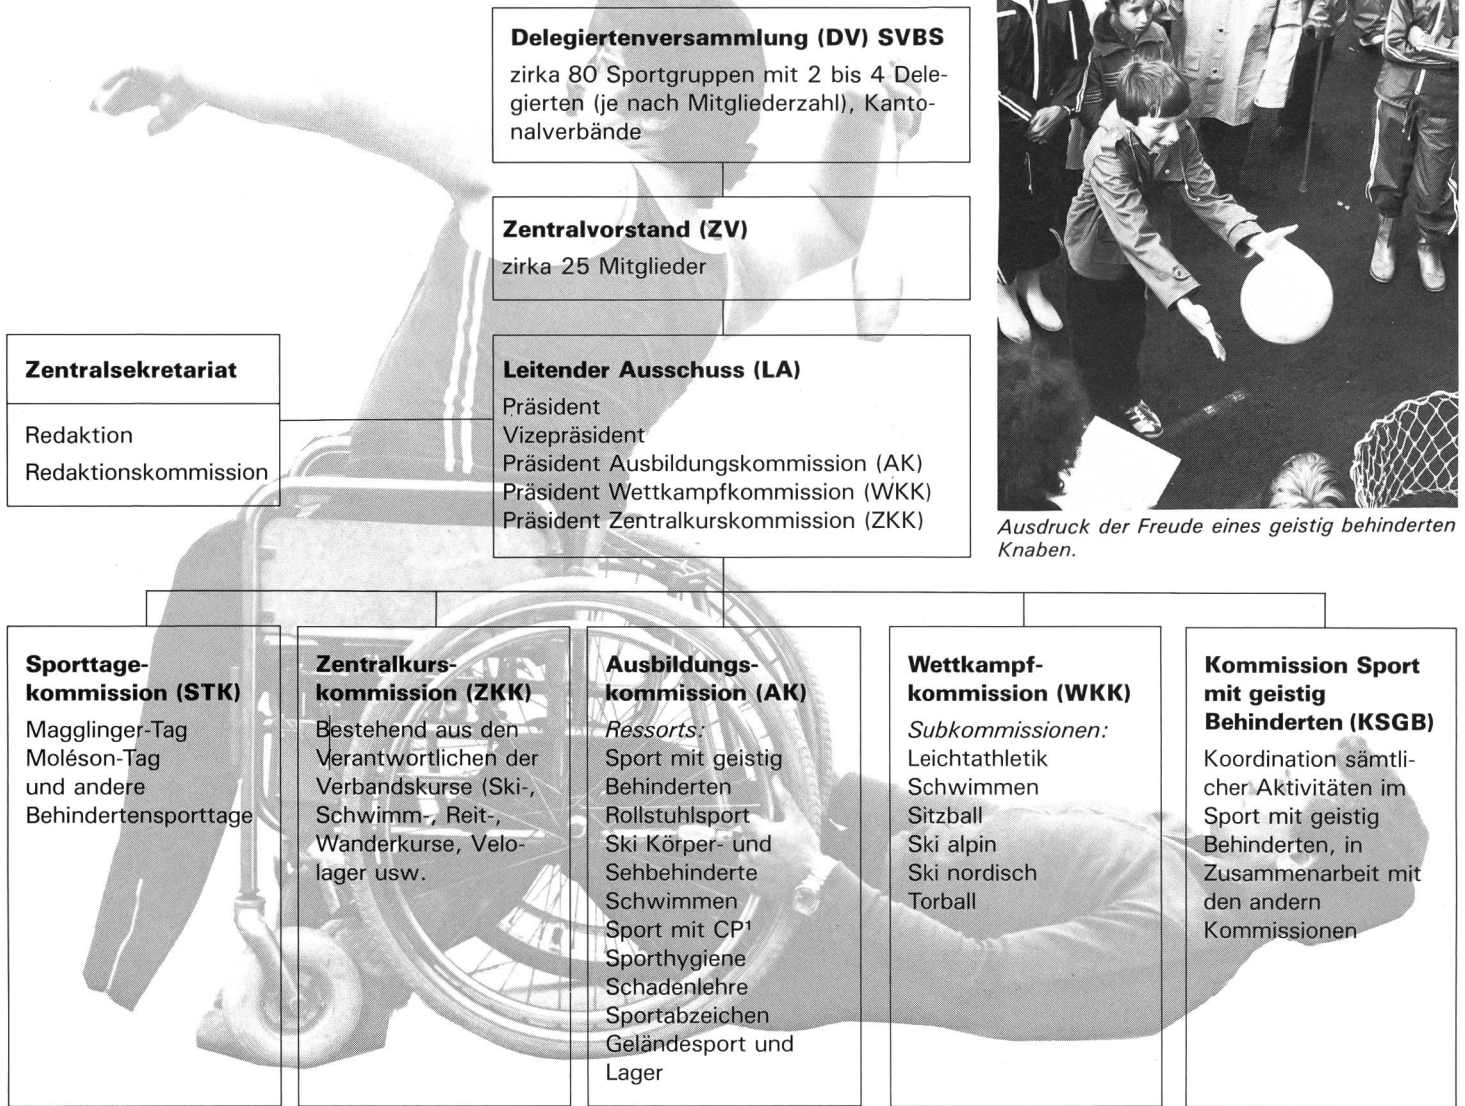 Delegiertenversammlung (DV) SVBS
zirka 80 Sportgruppen mit 2 bis 4 Dele-
gierten (je nach Mitgliederzahl), Kanto-
nalverbände
Zentralvorstand (ZV)
zirka 25 Mitglieder
Zentralsekretariat
Redaktion
Redaktionskommission
Leitender Ausschuss (LA)
Präsident
Vizepräsident
Präsident Ausbildungskommission (AK)
Präsident Wettkampfkommission (WKK)
Präsident Zentralkurskommission (ZKK)
Ausdruck der Freude eines geistig behinderten
Knaben.
Sporttage-
kommission (STK)
Magglinger-Tag
Moléson-Tag
und andere
Behindertensporttage
Zentralkurs-
kommission (ZKK)
Bestehend aus den
Verantwortlichen der
Verbandskurse (Ski-,
Schwimm-, Reit-,
Wanderkurse, Velo-
lager usw.
Ausbildungs-
kommission (AK)
Ressorts:
Sport mit geistig
Behinderten
Rollstuhlsport
Ski Körper- und
Sehbehinderte
Schwimmen
Sport mit CP¹
Sporthygiene
Schadenlehre
Sportabzeichen
Geländesport und
Lager
Wettkampf-
kommission (WKK)
Subkommissionen:
Leichtathletik
Schwimmen
Sitzball
Ski alpin
Ski nordisch
Torball
Kommission Sport
mit geistig
Behinderten (KSGB)
Koordination sämtli-
cher Aktivitäten im
Sport mit geistig
Behinderten, in
Zusammenarbeit mit
den andern
Kommissionen